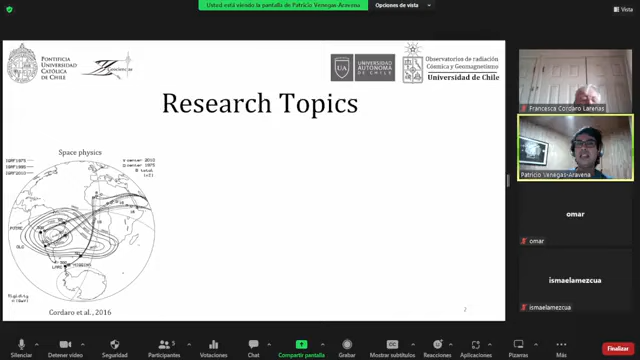 Usted está viendo la pantalla de Patricio Venegas Aravena
Opciones de vista
Vista
PONTIFICIA
UNIVERSIDAD
CATÓLICA
DE CHILE
UA
UNIVERSIDAD
AUTÓNOMA
DE CHILE
Observatorios de radiación
Cósmica y Geomagnetismo
Universidad de Chile
Research Topics
Space physics
Cordaro et al., 2016
2
Francesca Cordaro Larenas
Patricio Venegas-Aravena
omar
omar
ismaelamezcua
ismaelamezcua
Silenciar
Detener video
Seguridad
Participantes
5
Votaciones
Chat
Compartir pantalla
Grabar
Mostrar subtítulos
Reacciones
Aplicaciones
Pizarras
Más
Finalizar